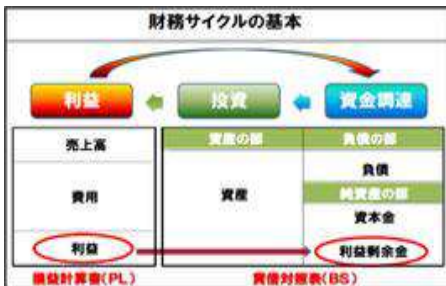 財務サイクルの基本
利益
投資
資金調達
売上高
費用
利益
資産の部
資産
負債の部
負債
純資産の部
資本金
利益剰余金
損益計算書(PL)
貸借対照表(BS)